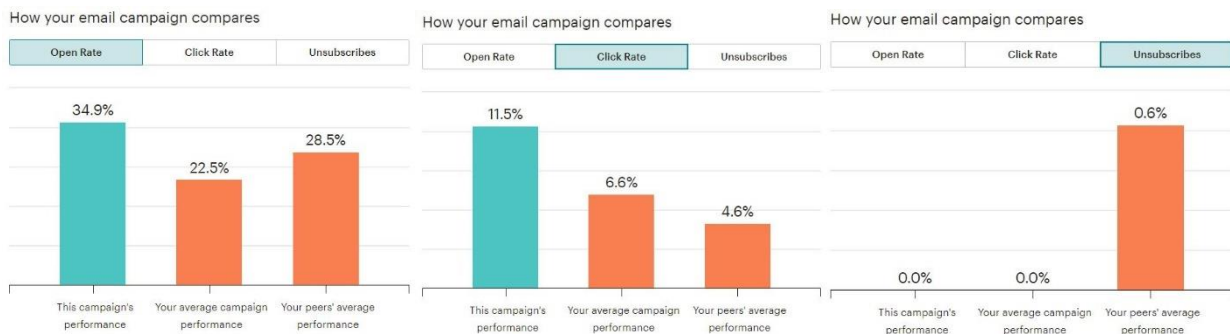 How your email campaign compares
Open Rate Click Rate Unsubscribes
34.9%
22.5%
28.5%
This campaign's performance
Your average campaign performance
Your peers' average performance
How your email campaign compares
Open Rate Click Rate Unsubscribes
11.5%
6.6%
4.6%
This campaign's performance
Your average campaign performance
Your peers' average performance
How your email campaign compares
Open Rate Click Rate Unsubscribes
0.0%
0.0%
0.6%
This campaign's performance
Your average campaign performance
Your peers' average performance